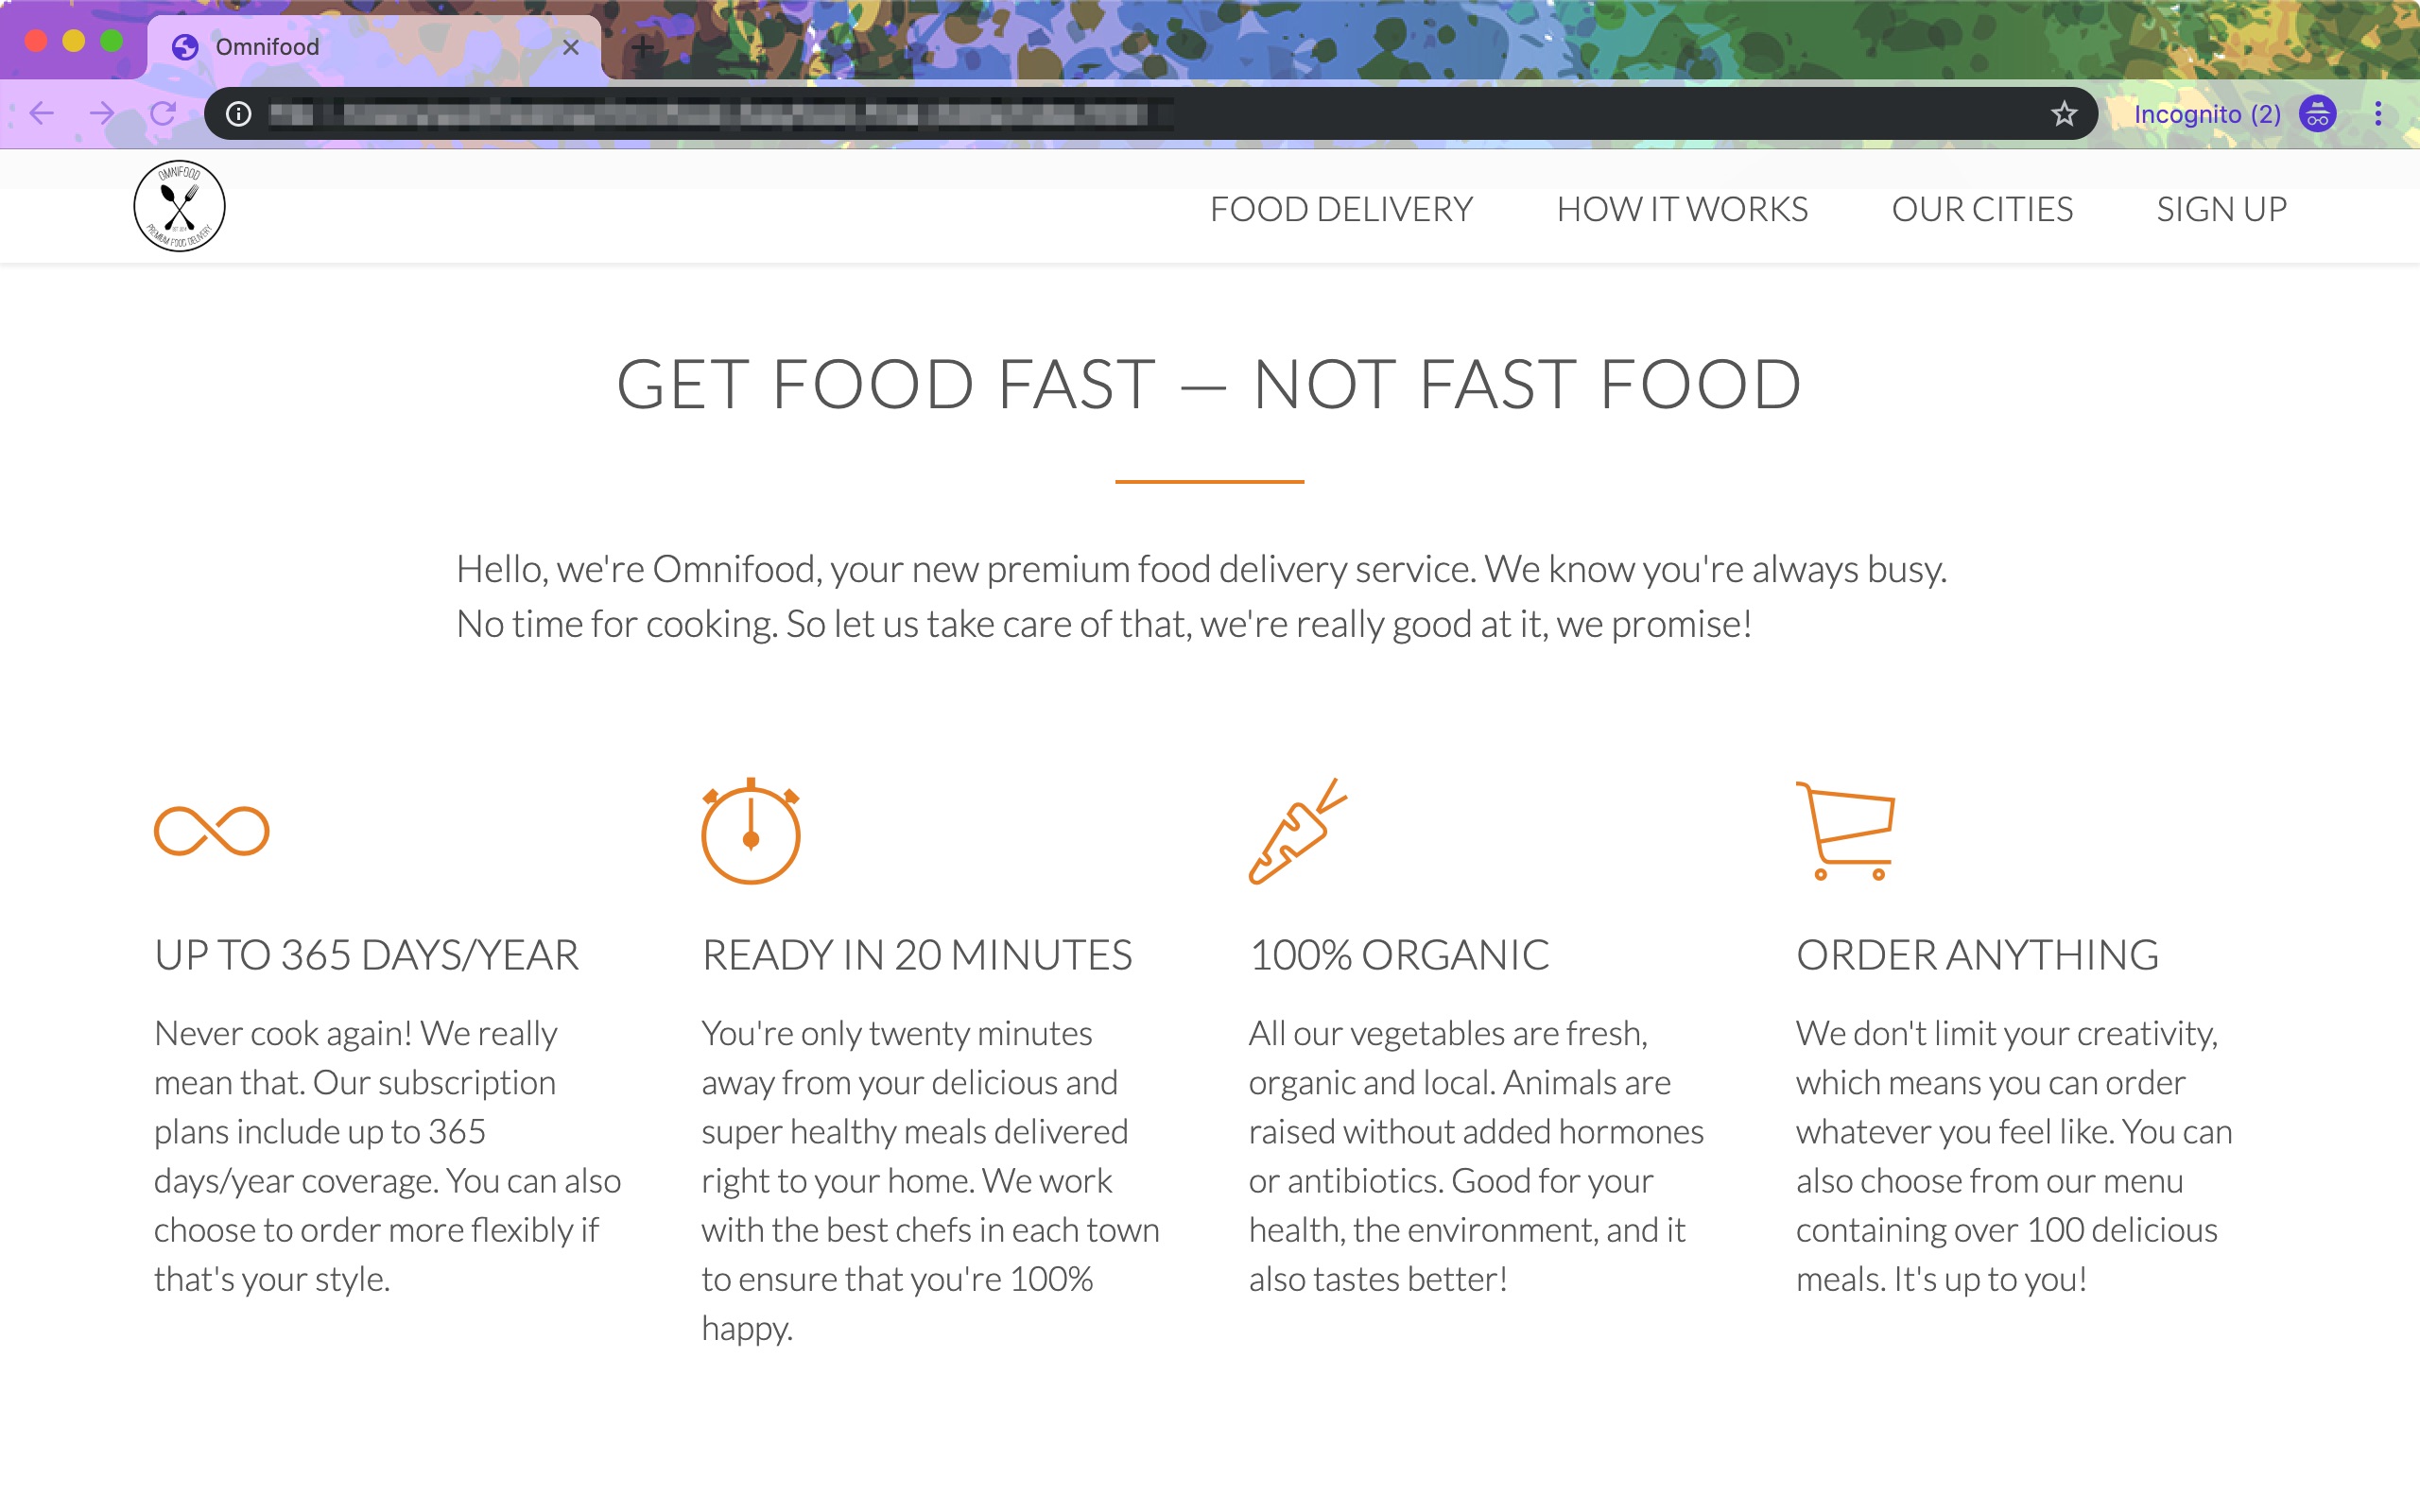 Omnifood
Incognito (2)
OMNIFOOD
PREMIUM FOOD DELIVERY
FOOD DELIVERY
HOW IT WORKS
OUR CITIES
SIGN UP
GET FOOD FAST — NOT FAST FOOD
Hello, we're Omnifood, your new premium food delivery service. We know you're always busy.
No time for cooking. So let us take care of that, we're really good at it, we promise!
UP TO 365 DAYS/YEAR
Never cook again! We really
mean that. Our subscription
plans include up to 365
days/year coverage. You can also
choose to order more flexibly if
that's your style.
READY IN 20 MINUTES
You're only twenty minutes
away from your delicious and
super healthy meals delivered
right to your home. We work
with the best chefs in each town
to ensure that you're 100%
happy.
100% ORGANIC
All our vegetables are fresh,
organic and local. Animals are
raised without added hormones
or antibiotics. Good for your
health, the environment, and it
also tastes better!
ORDER ANYTHING
We don't limit your creativity,
which means you can order
whatever you feel like. You can
also choose from our menu
containing over 100 delicious
meals. It's up to you!